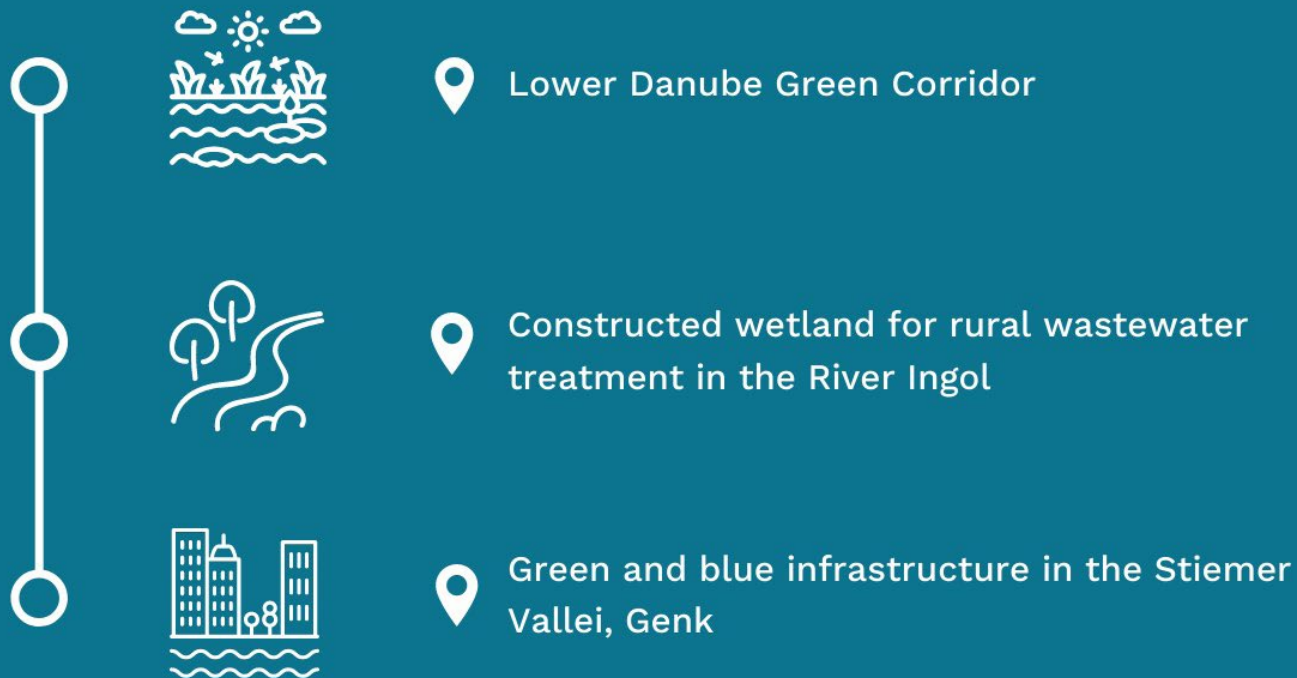 Lower Danube Green Corridor
Constructed wetland for rural wastewater
treatment in the River Ingol
Green and blue infrastructure in the Stiemer
Vallei, Genk